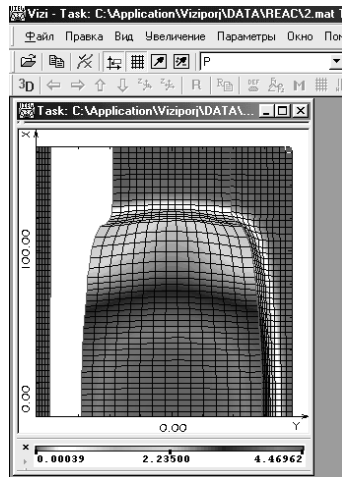 Vizi - Task: C:\Application\Viziporj\DATA\REAC\2.mat
Файл Правка Вид Увеличение Параметры Окно
P
3D R M
Task: C:\Application\Viziporj\DATA\...
X
100.00
0.00
0.00
Y
0.00039 2.23500 4.46962